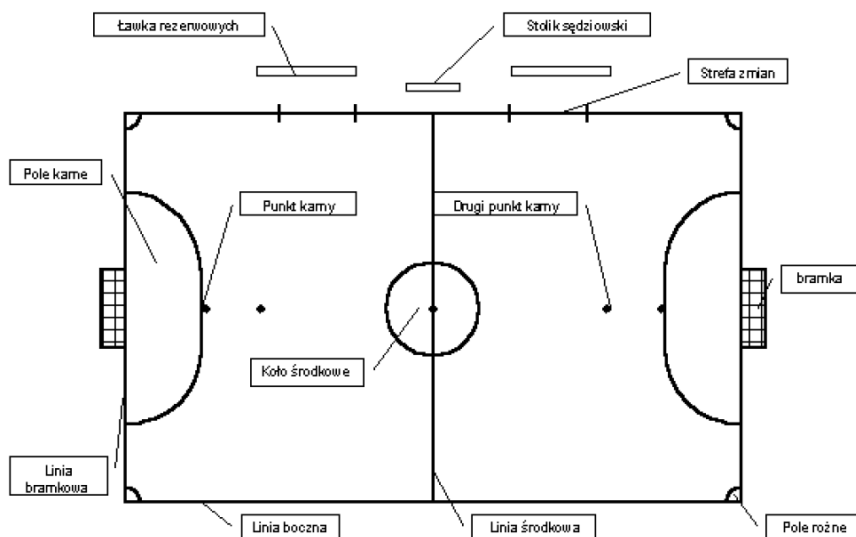 Ławka rezerwowych
Stolik sędziowski
Strefa zmian
Pole karne
Punkt karny
Drugi punkt karny
bramka
Koło środkowe
Linia
bramkowa
Linia boczna
Linia środkowa
Pole rożne